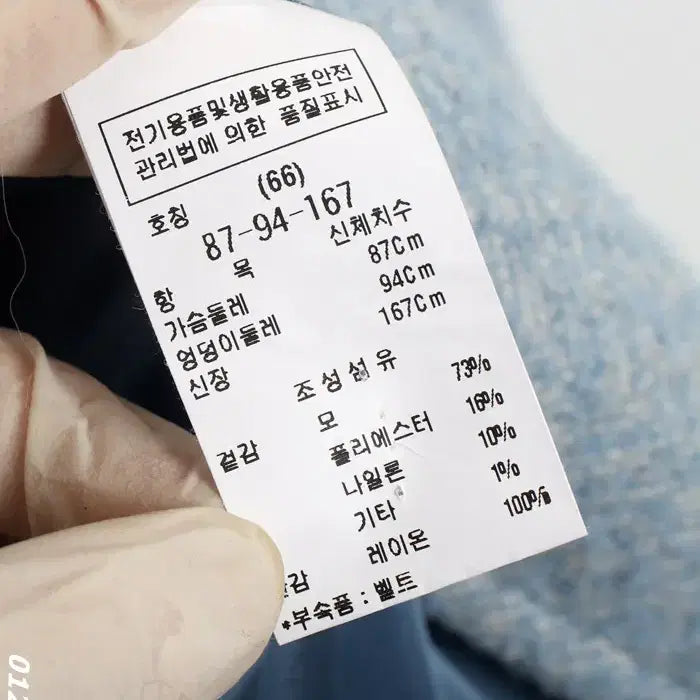 전기용품및생활용품안전
관리법에 의한 품질표시
호칭 (66)
87-94-167
항 목 신체치수
가슴둘레 87Cm
엉덩이둘레 94Cm
신장 167Cm
조성섬유
겉감 모 73%
폴리에스터 16%
나일론 10%
기타 1%
감 레이온 100%
*부속품 : 벨트